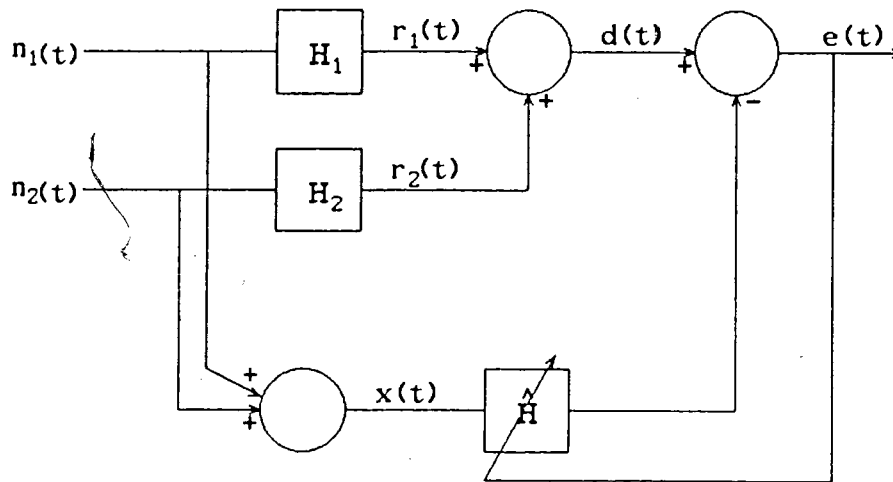 n₁(t) H₁ r₁(t) + + d(t) + - e(t)
n₂(t) H₂ r₂(t)
+ + x(t) Ĥ